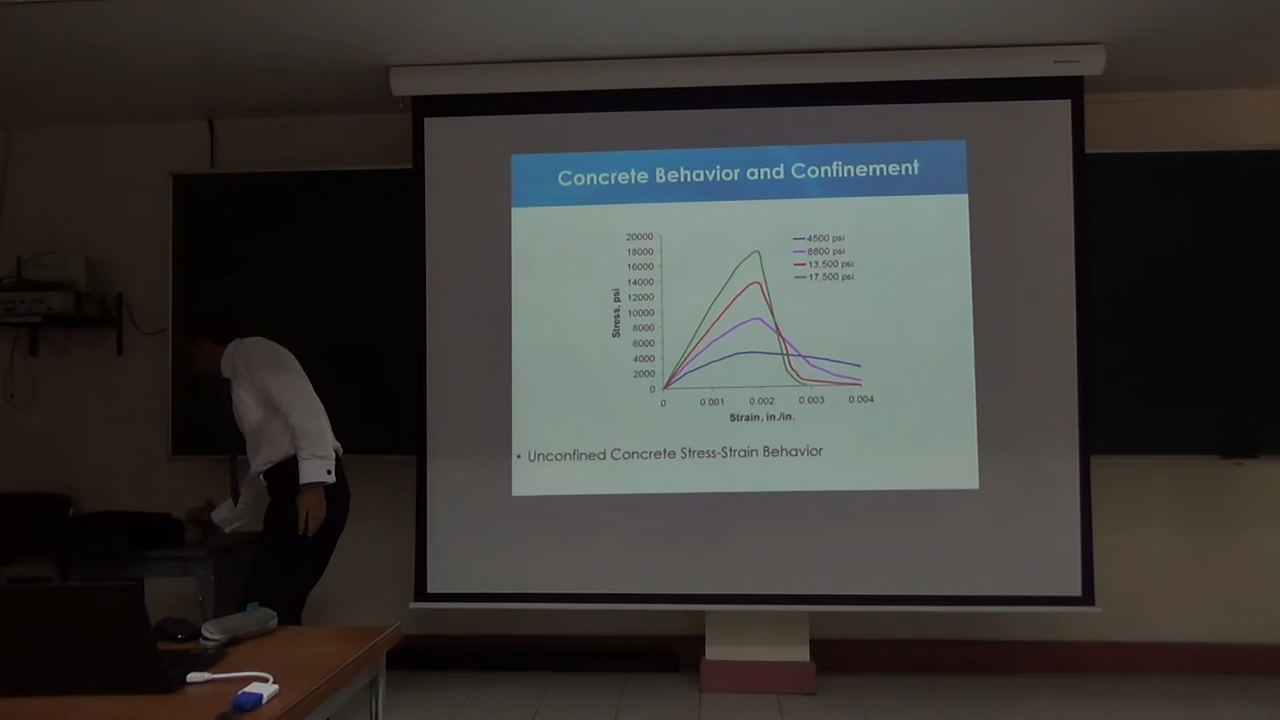 Concrete Behavior and Confinement
20000
18000
16000
14000
12000
10000
8000
6000
4000
2000
0
Stress, psi
4500 psi
8800 psi
13,500 psi
17,500 psi
0 0.001 0.002 0.003 0.004
Strain, in./in.
• Unconfined Concrete Stress-Strain Behavior